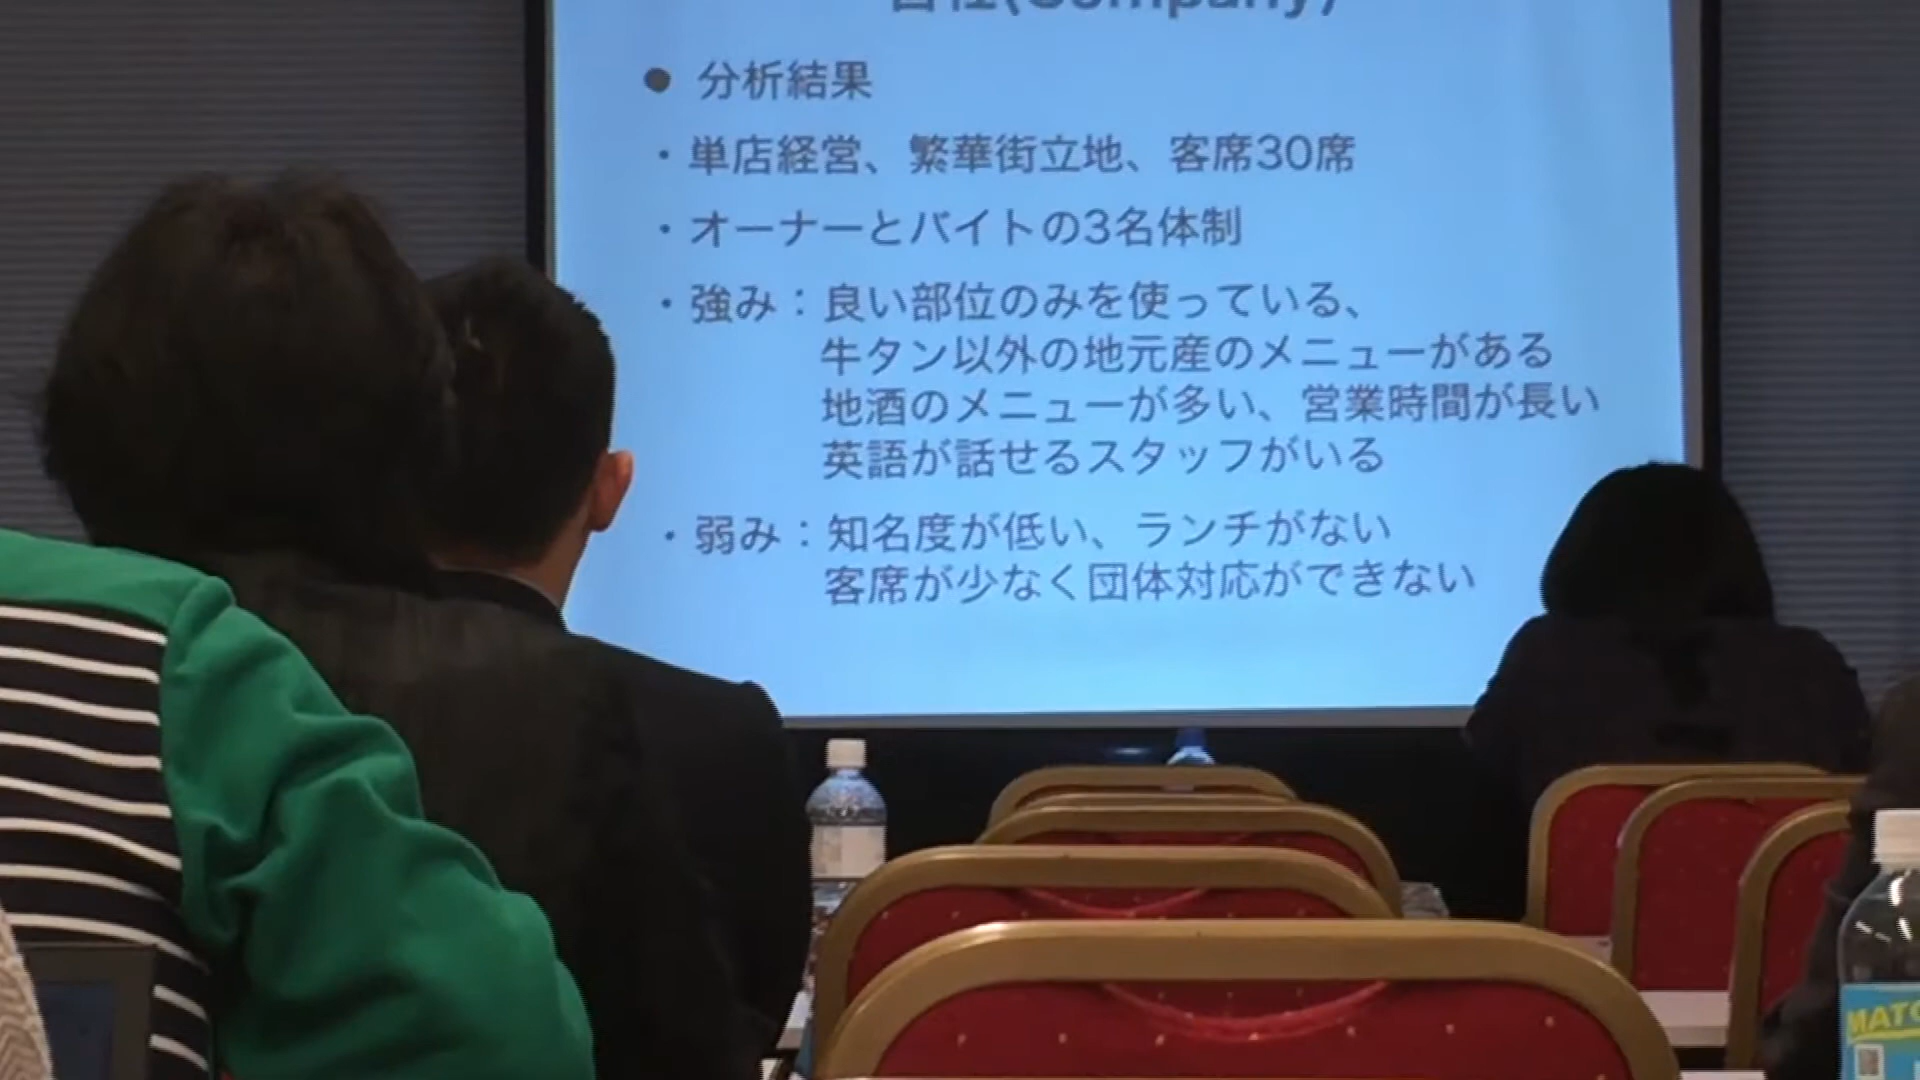 自社(Company)
● 分析結果
・単店経営、繁華街立地、客席30席
・オーナーとバイトの3名体制
・強み：良い部位のみを使っている、
牛タン以外の地元産のメニューがある
地酒のメニューが多い、営業時間が長い
英語が話せるスタッフがいる
・弱み：知名度が低い、ランチがない
客席が少なく団体対応ができない